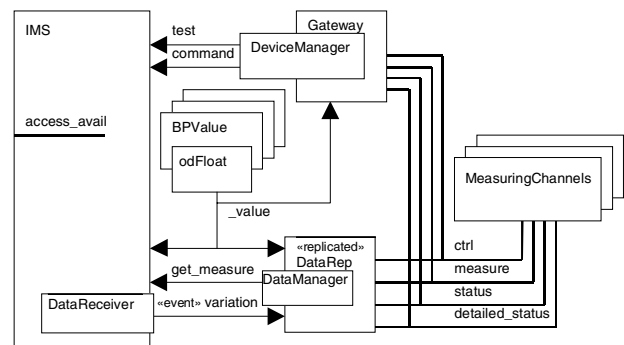 IMS
Gateway
test
DeviceManager
command
access_avail
BPValue
odFloat
MeasuringChannels
_value
«replicated»
DataRep
ctrl
get_measure
measure
DataManager
status
DataReceiver
«event» variation
detailed_status